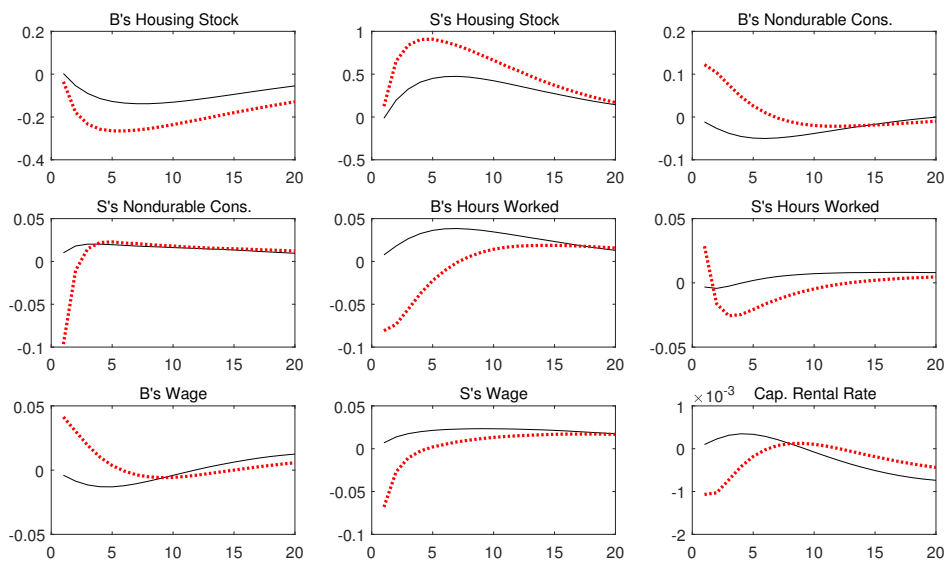 B's Housing Stock
S's Housing Stock
B's Nondurable Cons.
0.2
0
-0.2
-0.4
0 5 10 15 20
1
0.5
0
-0.5
0 5 10 15 20
0.2
0.1
0
-0.1
0 5 10 15 20
S's Nondurable Cons.
B's Hours Worked
S's Hours Worked
0.05
0
-0.05
-0.1
0 5 10 15 20
0.05
0
-0.05
-0.1
0 5 10 15 20
0.05
0
-0.05
0 5 10 15 20
B's Wage
S's Wage
×10⁻³ Cap. Rental Rate
0.05
0
-0.05
0 5 10 15 20
0.05
0
-0.05
-0.1
0 5 10 15 20
1
0
-1
-2
0 5 10 15 20